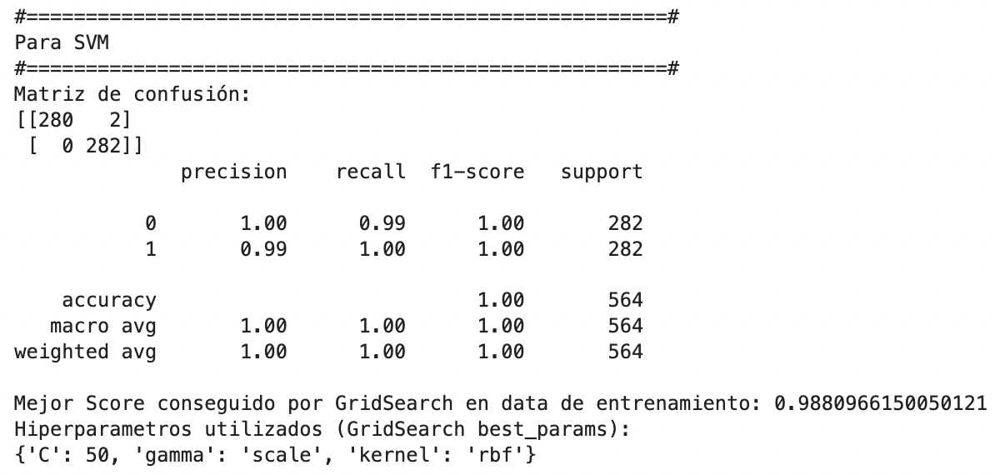 #======================================================#
Para SVM
#======================================================#
Matriz de confusión:
[[280   2]
 [  0 282]]
              precision    recall  f1-score   support

           0       1.00      0.99      1.00       282
           1       0.99      1.00      1.00       282

    accuracy                           1.00       564
   macro avg       1.00      1.00      1.00       564
weighted avg       1.00      1.00      1.00       564

Mejor Score conseguido por GridSearch en data de entrenamiento: 0.9880966150050121
Hiperparametros utilizados (GridSearch best_params):
{'C': 50, 'gamma': 'scale', 'kernel': 'rbf'}